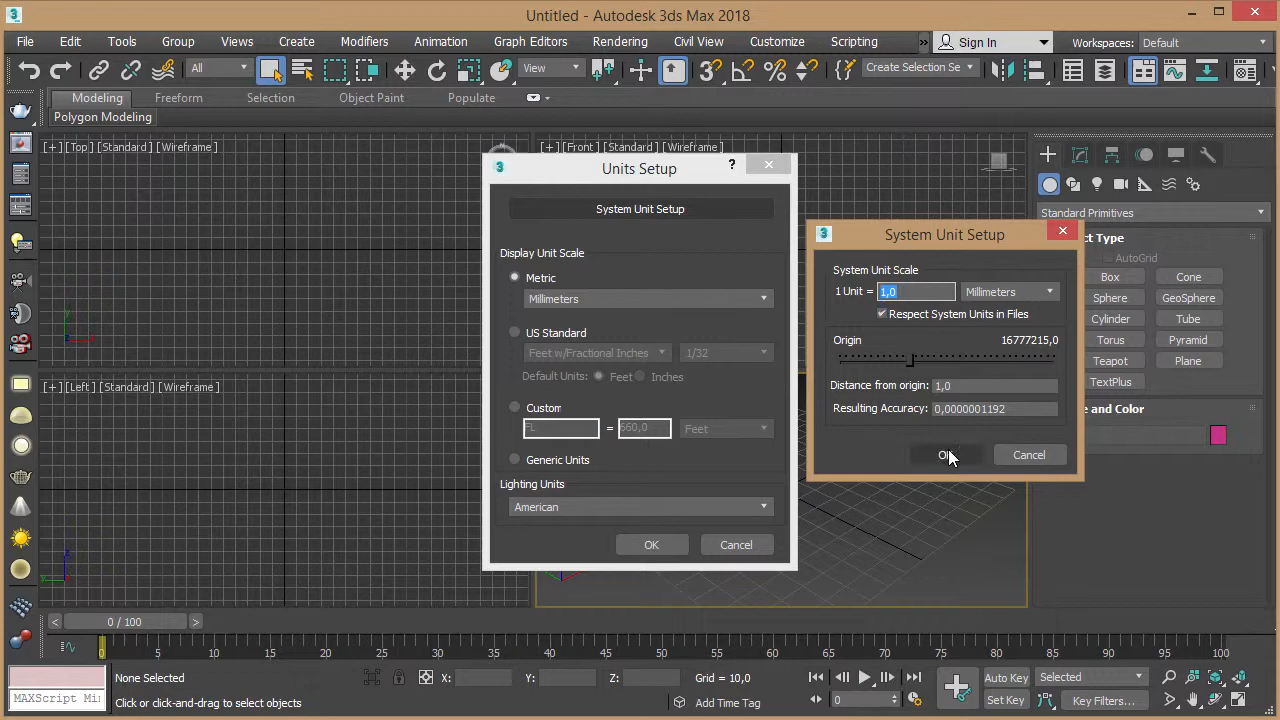 Untitled - Autodesk 3ds Max 2018
File Edit Tools Group Views Create Modifiers Animation Graph Editors Rendering Civil View Customize Scripting » Sign In Workspaces: Default
All View Create Selection Se
Modeling Freeform Selection Object Paint Populate
Polygon Modeling
[+] [Top] [Standard] [Wireframe]
[+] [Front] [Standard] [Wireframe]
[+] [Left] [Standard] [Wireframe]
Units Setup
System Unit Setup
Display Unit Scale
Metric
Millimeters
US Standard
Feet w/Fractional Inches 1/32
Default Units: Feet Inches
Custom
FL = 660,0 Feet
Generic Units
Lighting Units
American
OK Cancel
System Unit Setup
System Unit Scale
1 Unit = 1,0 Millimeters
Respect System Units in Files
Origin 16777215,0
Distance from origin: 1,0
Resulting Accuracy: 0,0000001192
OK Cancel
Standard Primitives
ct Type
AutoGrid
Box Cone
Sphere GeoSphere
Cylinder Tube
Torus Pyramid
Teapot Plane
TextPlus
e and Color
< 0 / 100 >
0 5 10 15 20 25 30 35 40 45 50 55 60 65 70 75 80 85 90 95 100
None Selected X: Y: Z: Grid = 10,0 Auto Key Selected
MAXScript Mi Click or click-and-drag to select objects Add Time Tag 0 Set Key Key Filters...